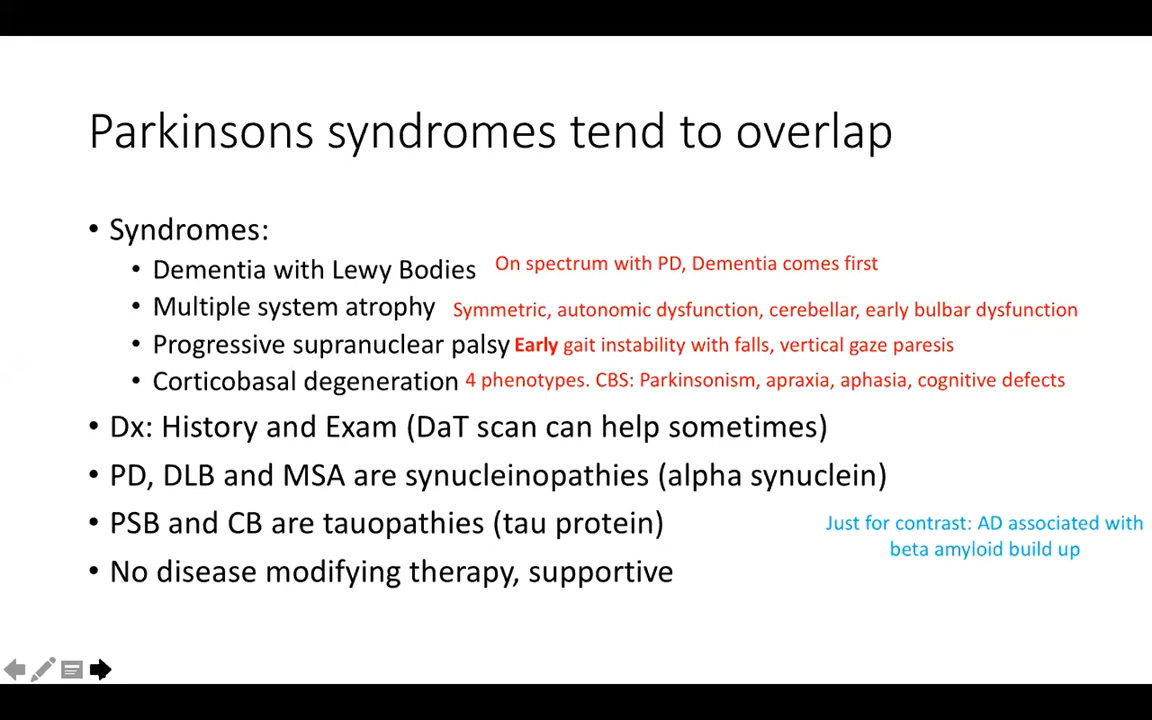 Parkinsons syndromes tend to overlap
• Syndromes:
• Dementia with Lewy Bodies On spectrum with PD, Dementia comes first
• Multiple system atrophy Symmetric, autonomic dysfunction, cerebellar, early bulbar dysfunction
• Progressive supranuclear palsy Early gait instability with falls, vertical gaze paresis
• Corticobasal degeneration 4 phenotypes. CBS: Parkinsonism, apraxia, aphasia, cognitive defects
• Dx: History and Exam (DaT scan can help sometimes)
• PD, DLB and MSA are synucleinopathies (alpha synuclein)
• PSB and CB are tauopathies (tau protein)
Just for contrast: AD associated with
beta amyloid build up
• No disease modifying therapy, supportive